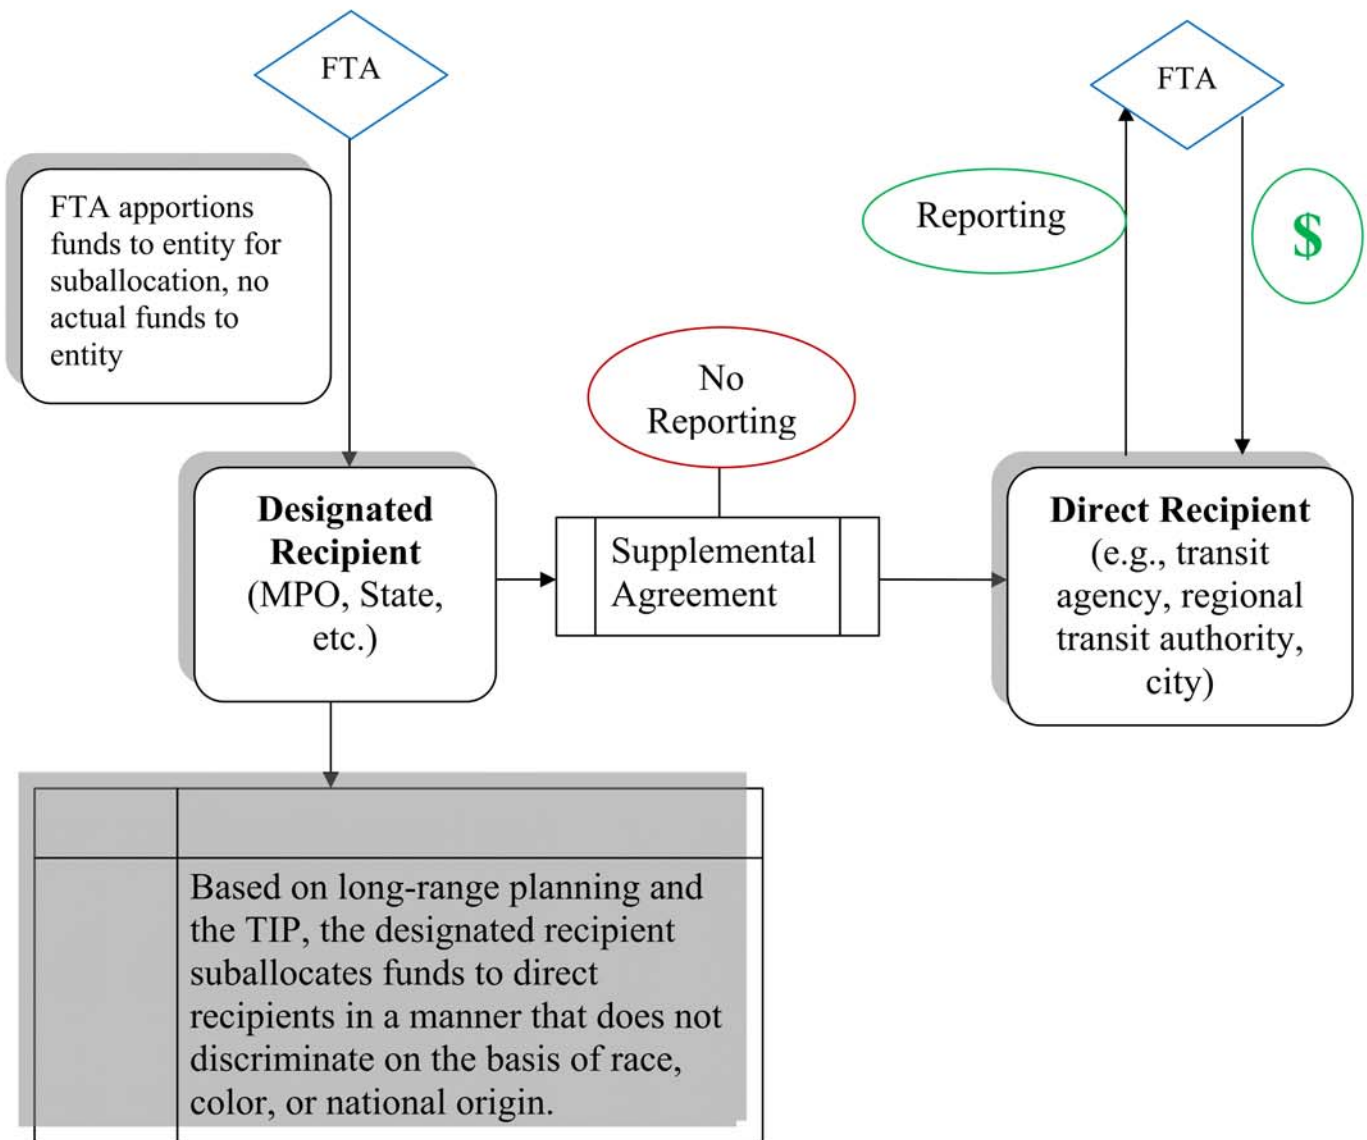 FTA
FTA
FTA apportions
funds to entity for
suballocation, no
actual funds to
entity
Reporting
$
No
Reporting
Designated
Recipient
(MPO, State,
etc.)
Supplemental
Agreement
Direct Recipient
(e.g., transit
agency, regional
transit authority,
city)
Based on long-range planning and
the TIP, the designated recipient
suballocates funds to direct
recipients in a manner that does not
discriminate on the basis of race,
color, or national origin.